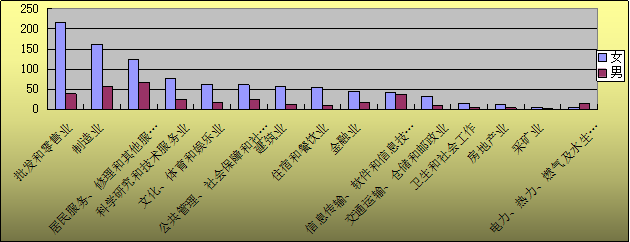 250
200
150
100
50
0
女
男
批发和零售业
制造业
居民服务、修理和其他服…
科学研究和技术服务业
文化、体育和娱乐业
公共管理、社会保障和社…
建筑业
住宿和餐饮业
金融业
信息传输、软件和信息技…
交通运输、仓储和邮政业
卫生和社会工作
房地产业
采矿业
电力、热力、燃气及水生…